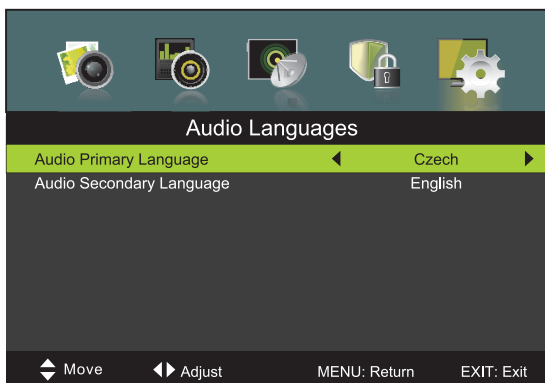 Audio Languages
Audio Primary Language Czech
Audio Secondary Language English
Move Adjust MENU: Return EXIT: Exit